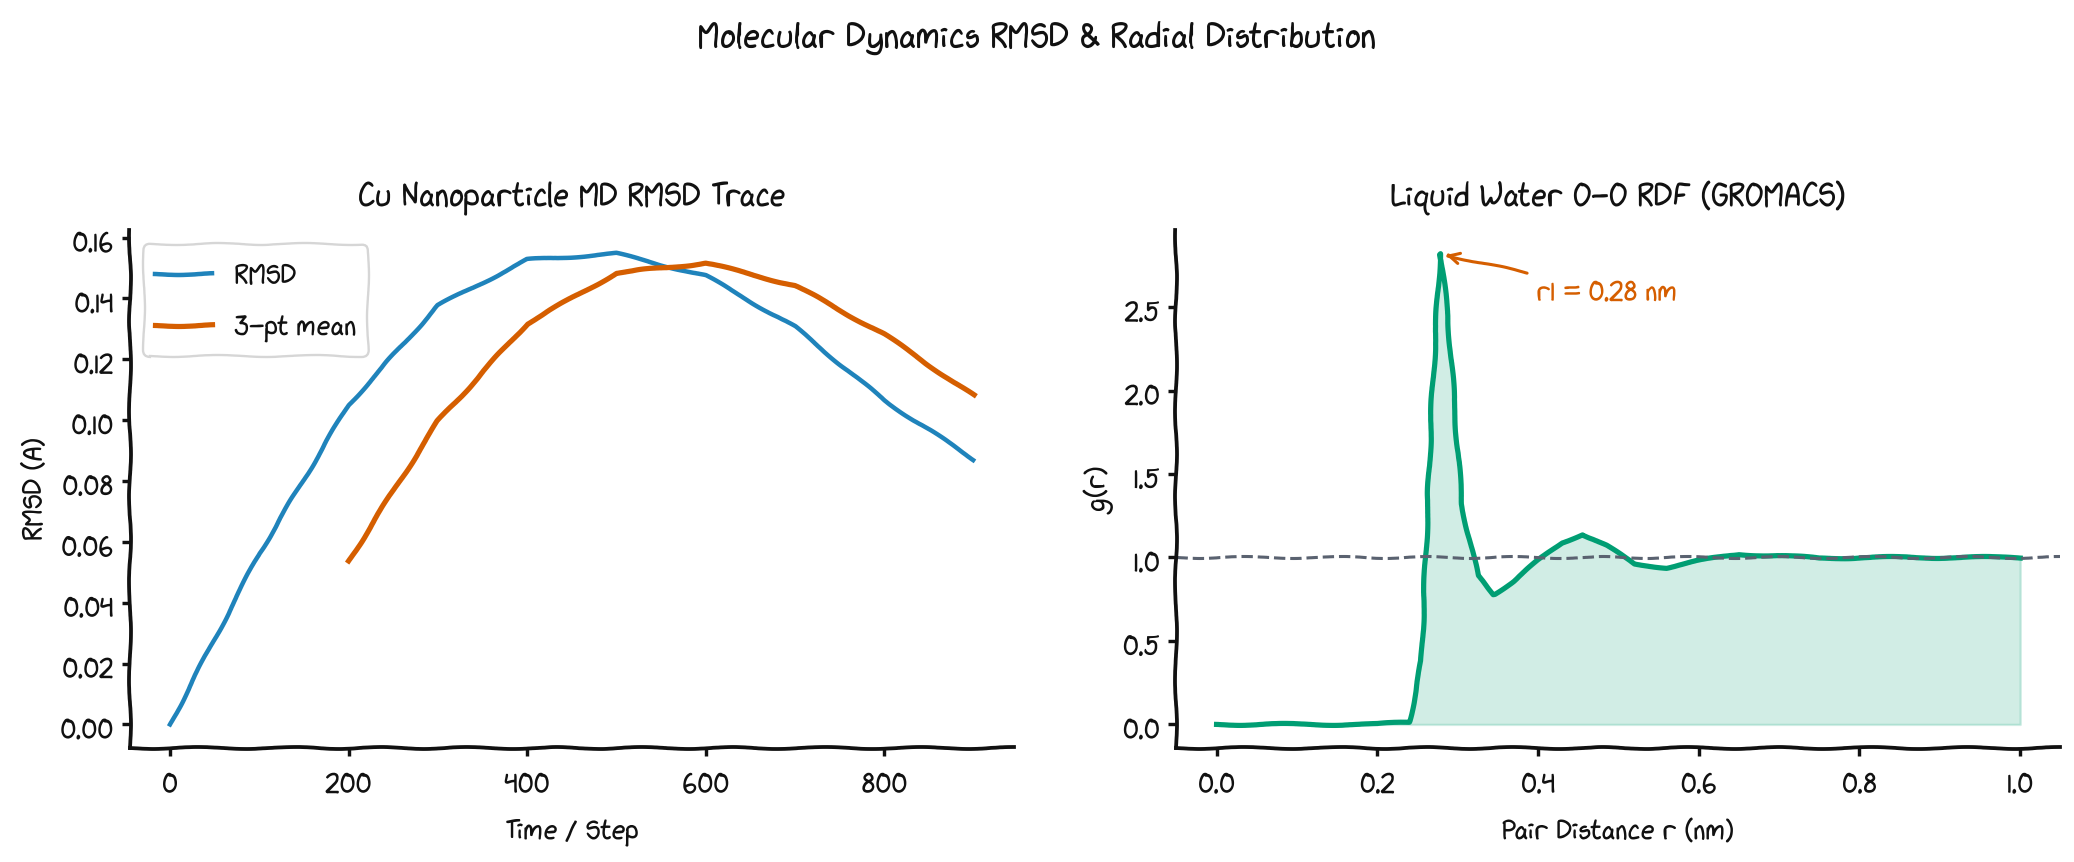 Molecular Dynamics RMSD & Radial Distribution
Cu Nanoparticle MD RMSD Trace
RMSD
3-pt mean
RMSD (A)
0.16
0.14
0.12
0.10
0.08
0.06
0.04
0.02
0.00
0
200
400
600
800
Time / Step
Liquid Water O-O RDF (GROMACS)
r1 = 0.28 nm
g(r)
2.5
2.0
1.5
1.0
0.5
0.0
0.0
0.2
0.4
0.6
0.8
1.0
Pair Distance r (nm)